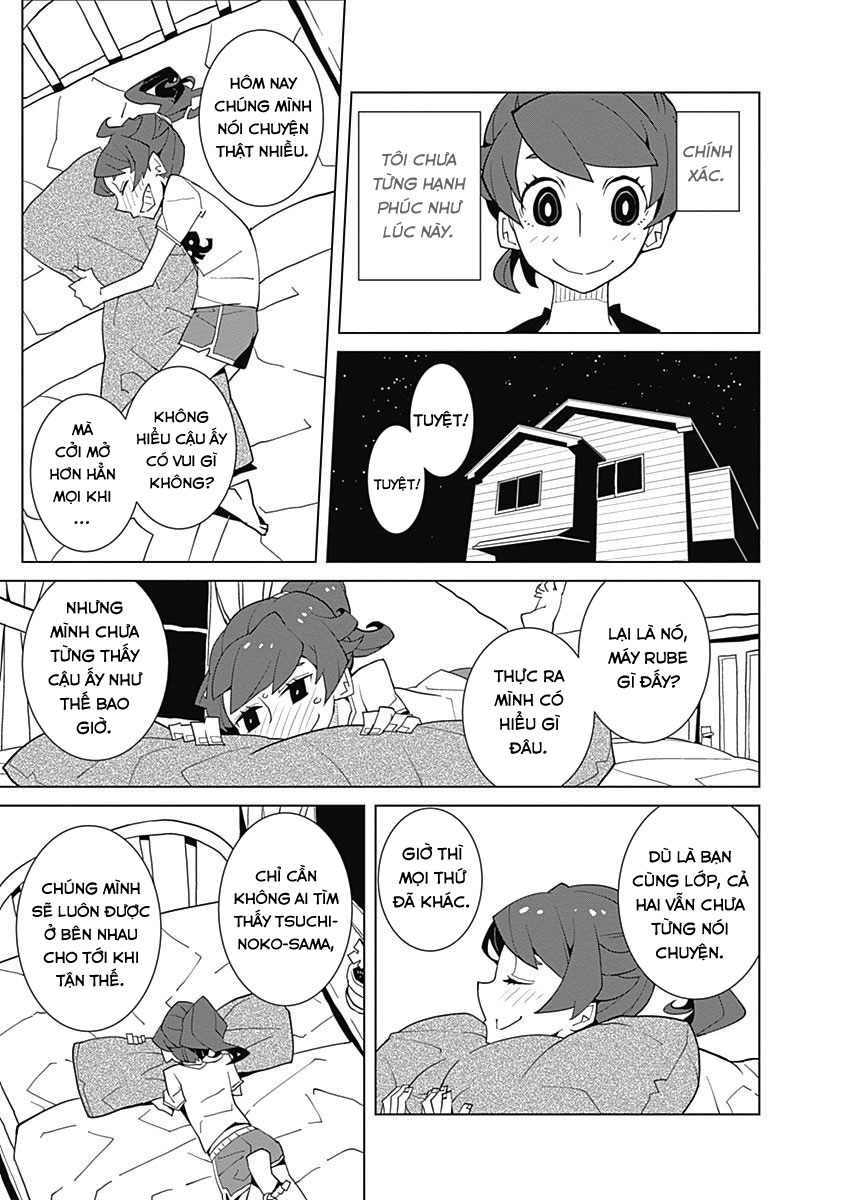 CHÍNH
XÁC.
TÔI CHƯA
TỪNG HẠNH
PHÚC NHƯ
LÚC NÀY.
TUYỆT!
TUYỆT!
HÔM NAY
CHÚNG MÌNH
NÓI CHUYỆN
THẬT NHIỀU.
KHÔNG
HIỂU CẬU ẤY
CÓ VUI GÌ
KHÔNG?
MÀ
CỞI MỞ
HƠN HẲN
MỌI KHI
...
LẠI LÀ NÓ,
MÁY RUBE
GÌ ĐẤY?
THỰC RA
MÌNH CÓ
HIỂU GÌ
ĐÂU.
NHƯNG
MÌNH CHƯA
TỪNG THẤY
CẬU ẤY NHƯ
THẾ BAO
GIỜ.
DÙ LÀ BẠN
CÙNG LỚP, CẢ
HAI VẪN CHƯA
TỪNG NÓI
CHUYỆN.
GIỜ THÌ
MỌI THỨ
ĐÃ KHÁC.
CHỈ CẦN
KHÔNG AI TÌM
THẤY TSUCHI-
NOKO-SAMA,
CHÚNG MÌNH
SẼ LUÔN ĐƯỢC
Ở BÊN NHAU
CHO TỚI KHI
TẬN THẾ.